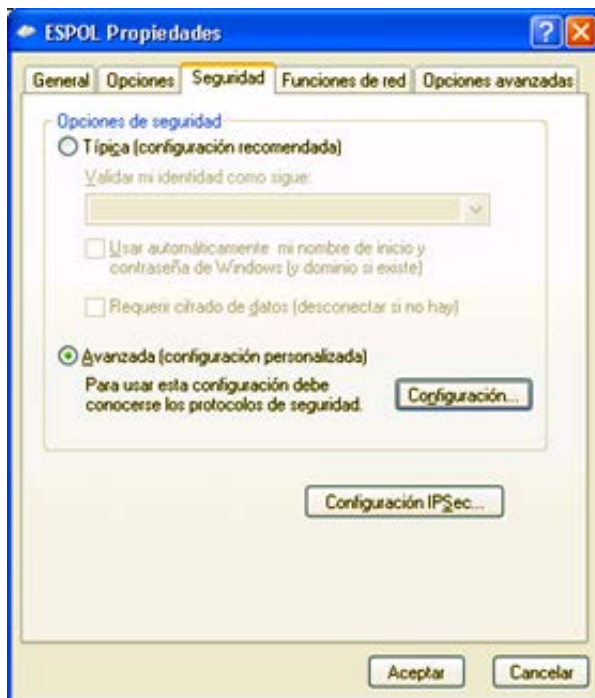 ESPOL Propiedades
General Opciones Seguridad Funciones de red Opciones avanzadas
Opciones de seguridad
Típica (configuración recomendada)
Validar mi identidad como sigue:
Usar automáticamente mi nombre de inicio y
contraseña de Windows (y dominio si existe)
Requerir cifrado de datos (desconectar si no hay)
Avanzada (configuración personalizada)
Para usar esta configuración debe
conocerse los protocolos de seguridad.
Configuración...
Configuración IPSec...
Aceptar Cancelar